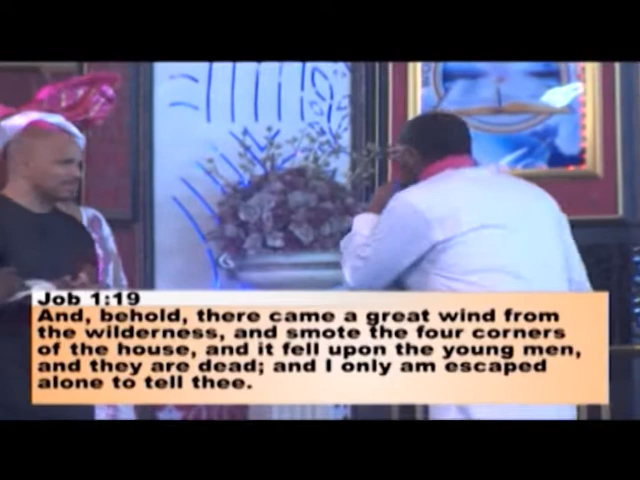 Job 1:19
And, behold, there came a great wind from
the wilderness, and smote the four corners
of the house, and it fell upon the young men,
and they are dead; and I only am escaped
alone to tell thee.